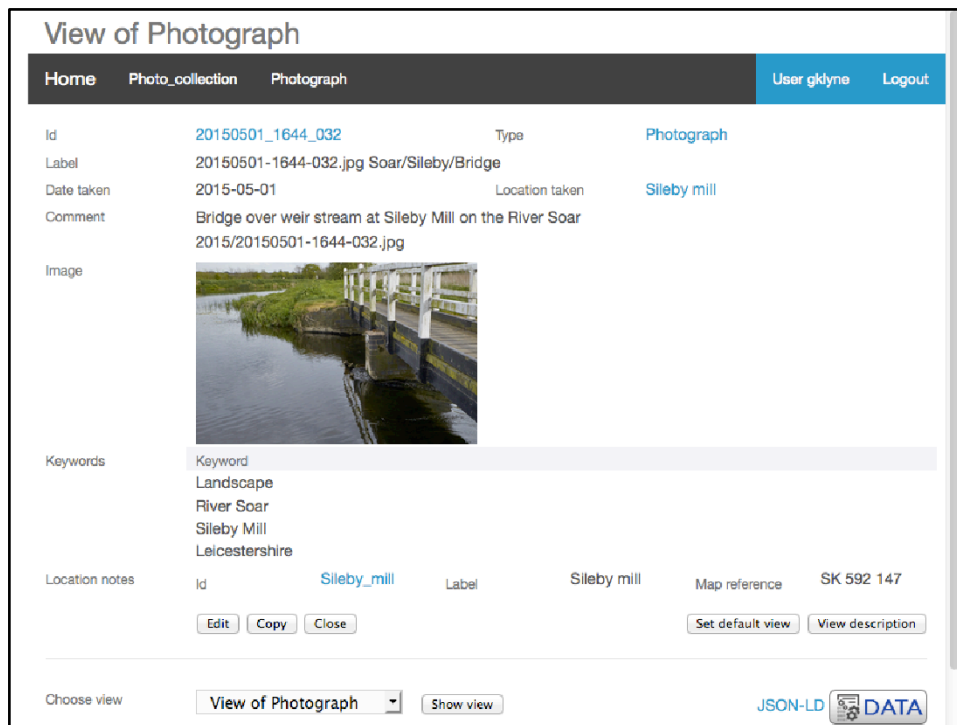 View of Photograph
Home Photo_collection Photograph User gklyne Logout
Id 20150501_1644_032 Type Photograph
Label 20150501-1644-032.jpg Soar/Sileby/Bridge
Date taken 2015-05-01 Location taken Sileby mill
Comment Bridge over weir stream at Sileby Mill on the River Soar
2015/20150501-1644-032.jpg
Image
Keywords Keyword
Landscape
River Soar
Sileby Mill
Leicestershire
Location notes Id Sileby_mill Label Sileby mill Map reference SK 592 147
Edit Copy Close Set default view View description
Choose view View of Photograph Show view JSON-LD DATA